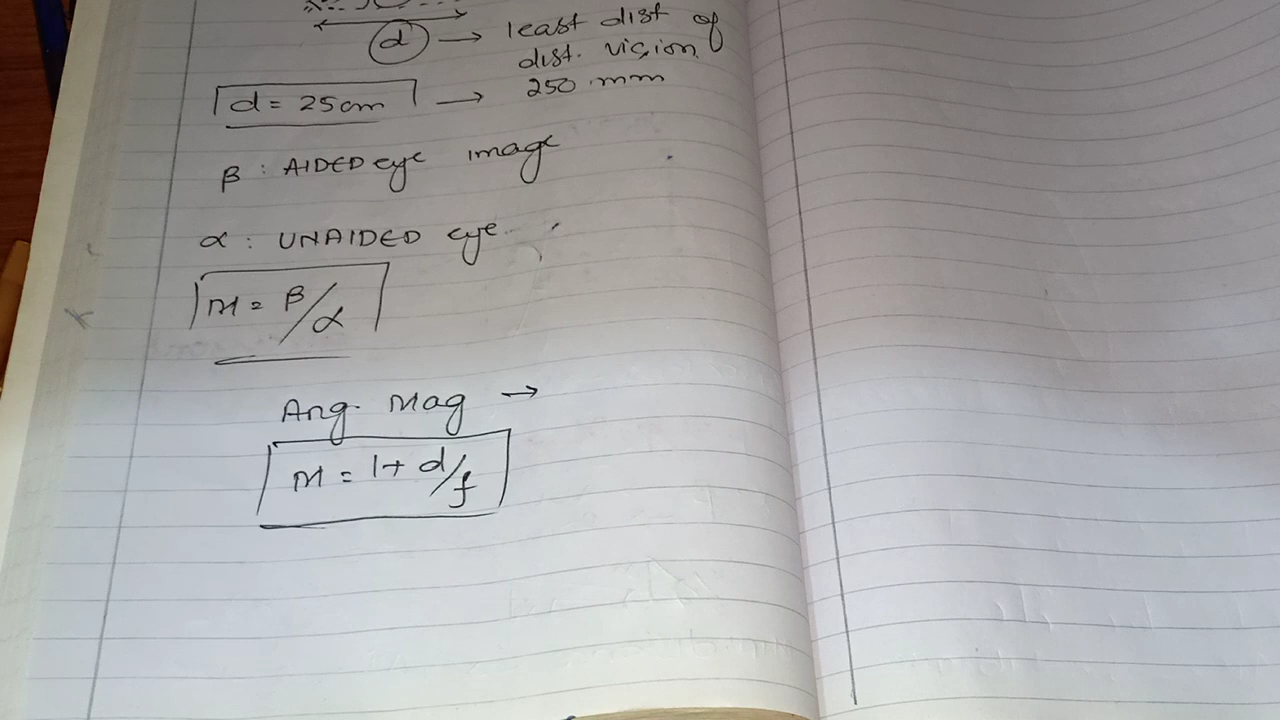 d → least dist of
dist. vision
d = 25cm → 250 mm
β : AIDED eye image
α : UNAIDED eye
M = β/α
Ang. Mag →
M = 1+ d/f